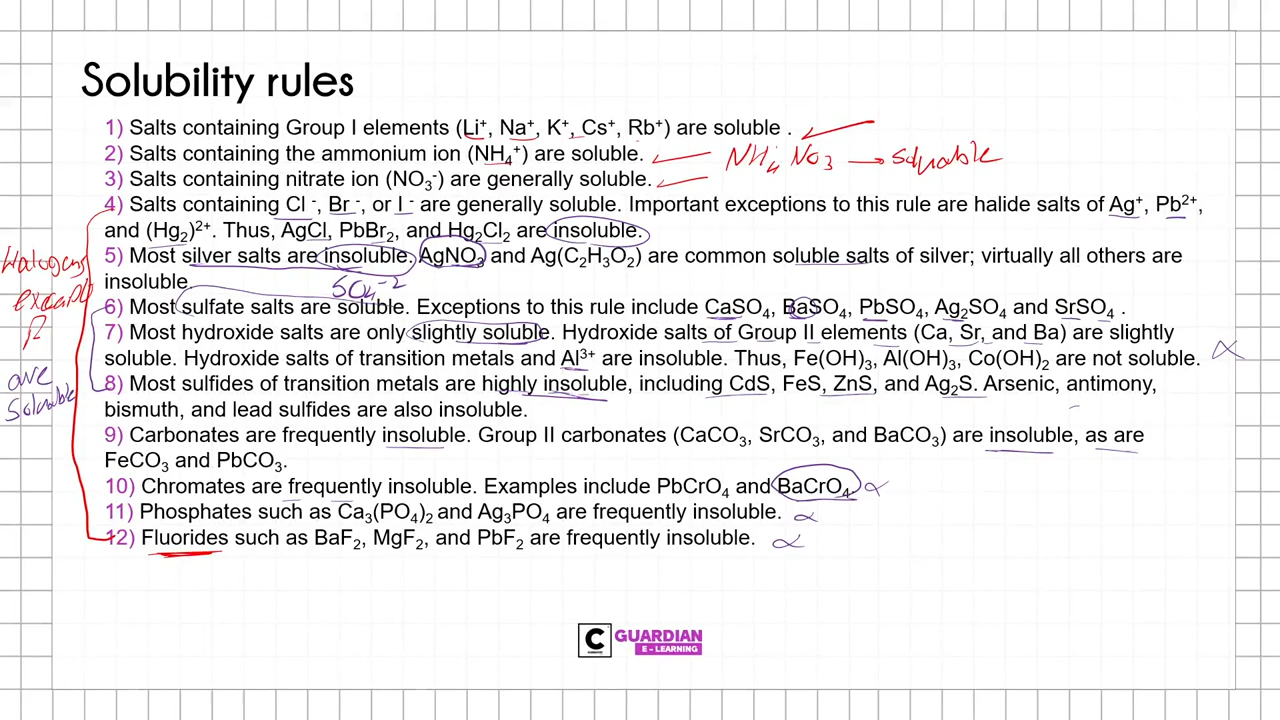 Solubility rules
1) Salts containing Group I elements (Li⁺, Na⁺, K⁺, Cs⁺, Rb⁺) are soluble .
2) Salts containing the ammonium ion (NH₄⁺) are soluble. NH₄ NO₃ → soluable
3) Salts containing nitrate ion (NO₃⁻) are generally soluble.
4) Salts containing Cl ⁻, Br ⁻, or I ⁻ are generally soluble. Important exceptions to this rule are halide salts of Ag⁺, Pb²⁺,
and (Hg₂)²⁺. Thus, AgCl, PbBr₂, and Hg₂Cl₂ are insoluble.
5) Most silver salts are insoluble. AgNO₃ and Ag(C₂H₃O₂) are common soluble salts of silver; virtually all others are
insoluble.
SO₄⁻²
6) Most sulfate salts are soluble. Exceptions to this rule include CaSO₄, BaSO₄, PbSO₄, Ag₂SO₄ and SrSO₄ .
7) Most hydroxide salts are only slightly soluble. Hydroxide salts of Group II elements (Ca, Sr, and Ba) are slightly
soluble. Hydroxide salts of transition metals and Al³⁺ are insoluble. Thus, Fe(OH)₃, Al(OH)₃, Co(OH)₂ are not soluble.
8) Most sulfides of transition metals are highly insoluble, including CdS, FeS, ZnS, and Ag₂S. Arsenic, antimony,
bismuth, and lead sulfides are also insoluble.
9) Carbonates are frequently insoluble. Group II carbonates (CaCO₃, SrCO₃, and BaCO₃) are insoluble, as are
FeCO₃ and PbCO₃.
10) Chromates are frequently insoluble. Examples include PbCrO₄ and BaCrO₄
11) Phosphates such as Ca₃(PO₄)₂ and Ag₃PO₄ are frequently insoluble.
12) Fluorides such as BaF₂, MgF₂, and PbF₂ are frequently insoluble.
Halogens
are
C
GUARDIAN
E - LEARNING